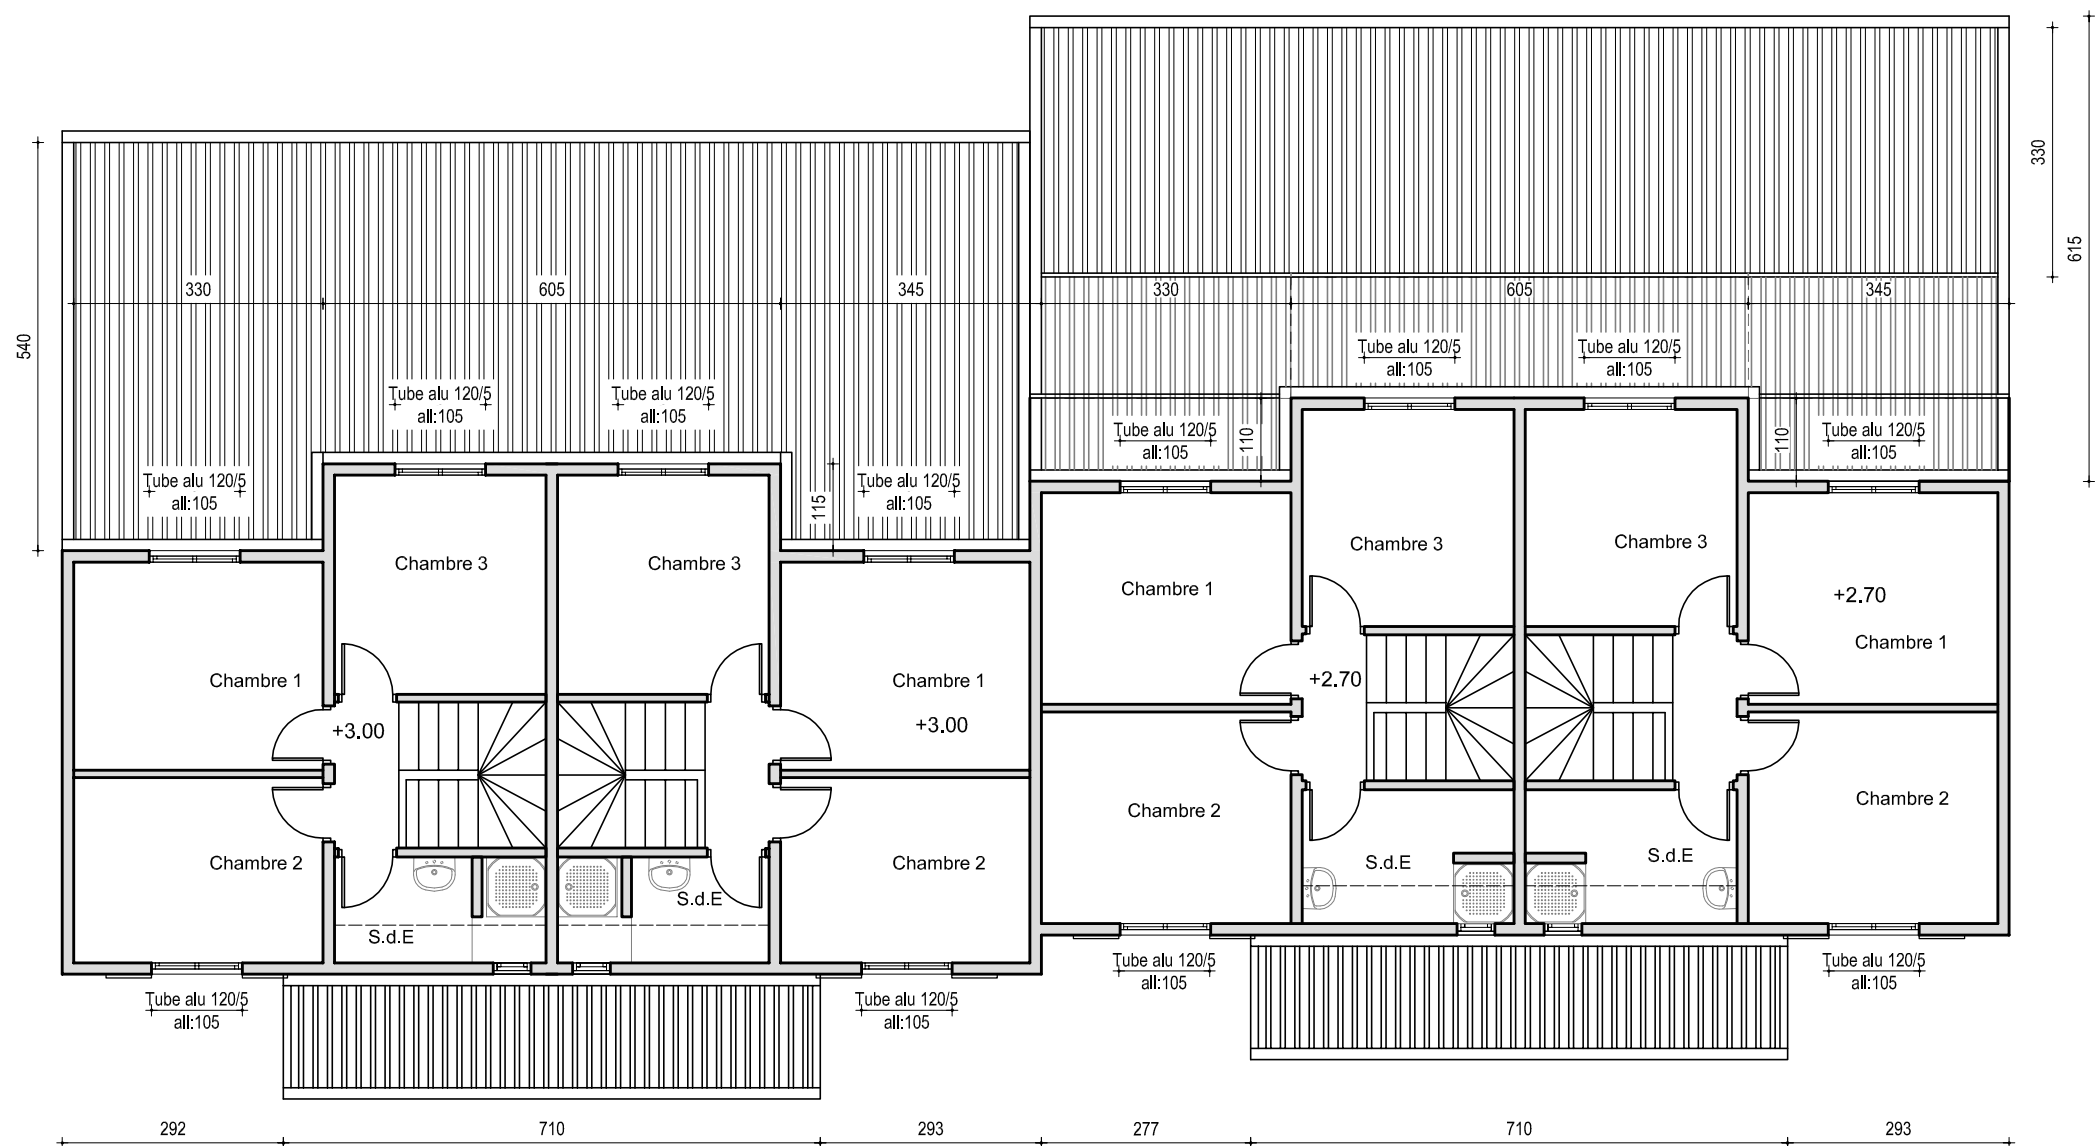 330
615
540
330
605
345
330
605
345
Tube alu 120/5
all:105
Tube alu 120/5
all:105
Tube alu 120/5
all:105
Tube alu 120/5
all:105
Tube alu 120/5
all:105
110
110
Tube alu 120/5
all:105
Tube alu 120/5
all:105
Tube alu 120/5
all:105
115
Chambre 3
Chambre 3
Chambre 3
Chambre 3
Chambre 1
+2.70
Chambre 1
Chambre 1
Chambre 1
+2.70
+3.00
+3.00
Chambre 2
Chambre 2
Chambre 2
Chambre 2
S.d.E
S.d.E
S.d.E
S.d.E
Tube alu 120/5
all:105
Tube alu 120/5
all:105
Tube alu 120/5
all:105
Tube alu 120/5
all:105
292
710
293
277
710
293